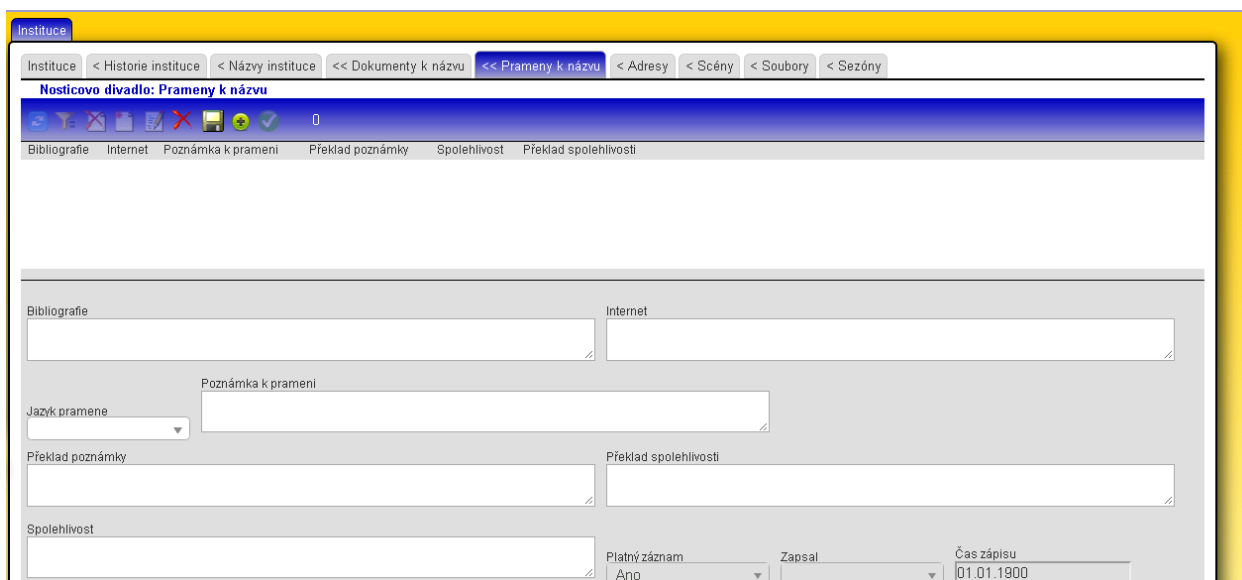 Instituce
Instituce < Historie instituce < Názvy instituce << Dokumenty k názvu << Prameny k názvu < Adresy < Scény < Soubory < Sezóny
Nosticovo divadlo: Prameny k názvu
0
Bibliografie Internet Poznámka k prameni Překlad poznámky Spolehlivost Překlad spolehlivosti
Bibliografie Internet
Poznámka k prameni
Jazyk pramene
Překlad poznámky Překlad spolehlivosti
Spolehlivost
Platný záznam Zapsal Čas zápisu
Ano 01.01.1900